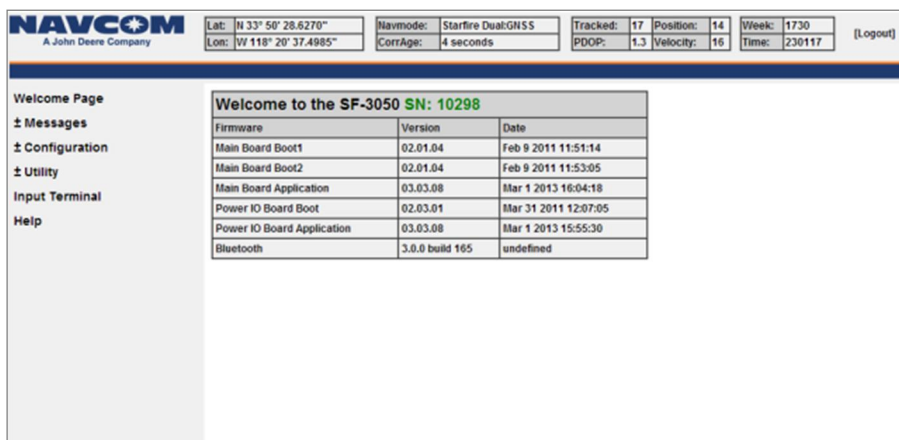 NAVCOM
A John Deere Company
Lat: N 33° 50' 28.6270"
Lon: W 118° 20' 37.4985"
Navmode: Starfire Dual:GNSS
CorrAge: 4 seconds
Tracked: 17 Position: 14
PDOP: 1.3 Velocity: 16
Week: 1730
Time: 230117
[Logout]
Welcome Page
± Messages
± Configuration
± Utility
Input Terminal
Help
Welcome to the SF-3050 SN: 10298
Firmware Version Date
Main Board Boot1 02.01.04 Feb 9 2011 11:51:14
Main Board Boot2 02.01.04 Feb 9 2011 11:53:05
Main Board Application 03.03.08 Mar 1 2013 16:04:18
Power IO Board Boot 02.03.01 Mar 31 2011 12:07:05
Power IO Board Application 03.03.08 Mar 1 2013 15:55:30
Bluetooth 3.0.0 build 165 undefined